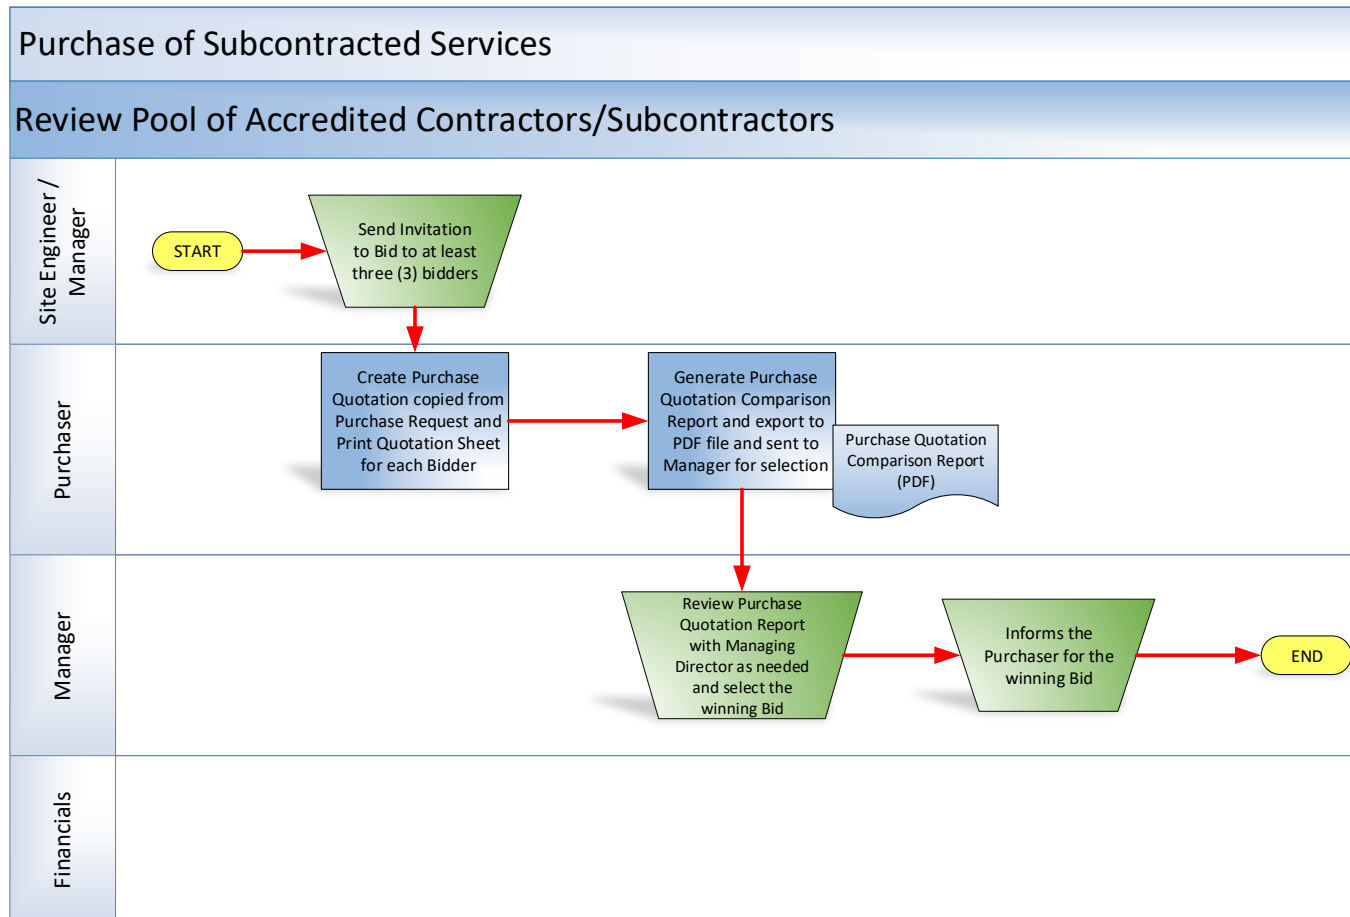 Purchase of Subcontracted Services
Review Pool of Accredited Contractors/Subcontractors
Site Engineer /
Manager
START
Send Invitation
to Bid to at least
three (3) bidders
Purchaser
Create Purchase
Quotation copied from
Purchase Request and
Print Quotation Sheet
for each Bidder
Generate Purchase
Quotation Comparison
Report and export to
PDF file and sent to
Manager for selection
Purchase Quotation
Comparison Report
(PDF)
Manager
Review Purchase
Quotation Report
with Managing
Director as needed
and select the
winning Bid
Informs the
Purchaser for the
winning Bid
END
Financials